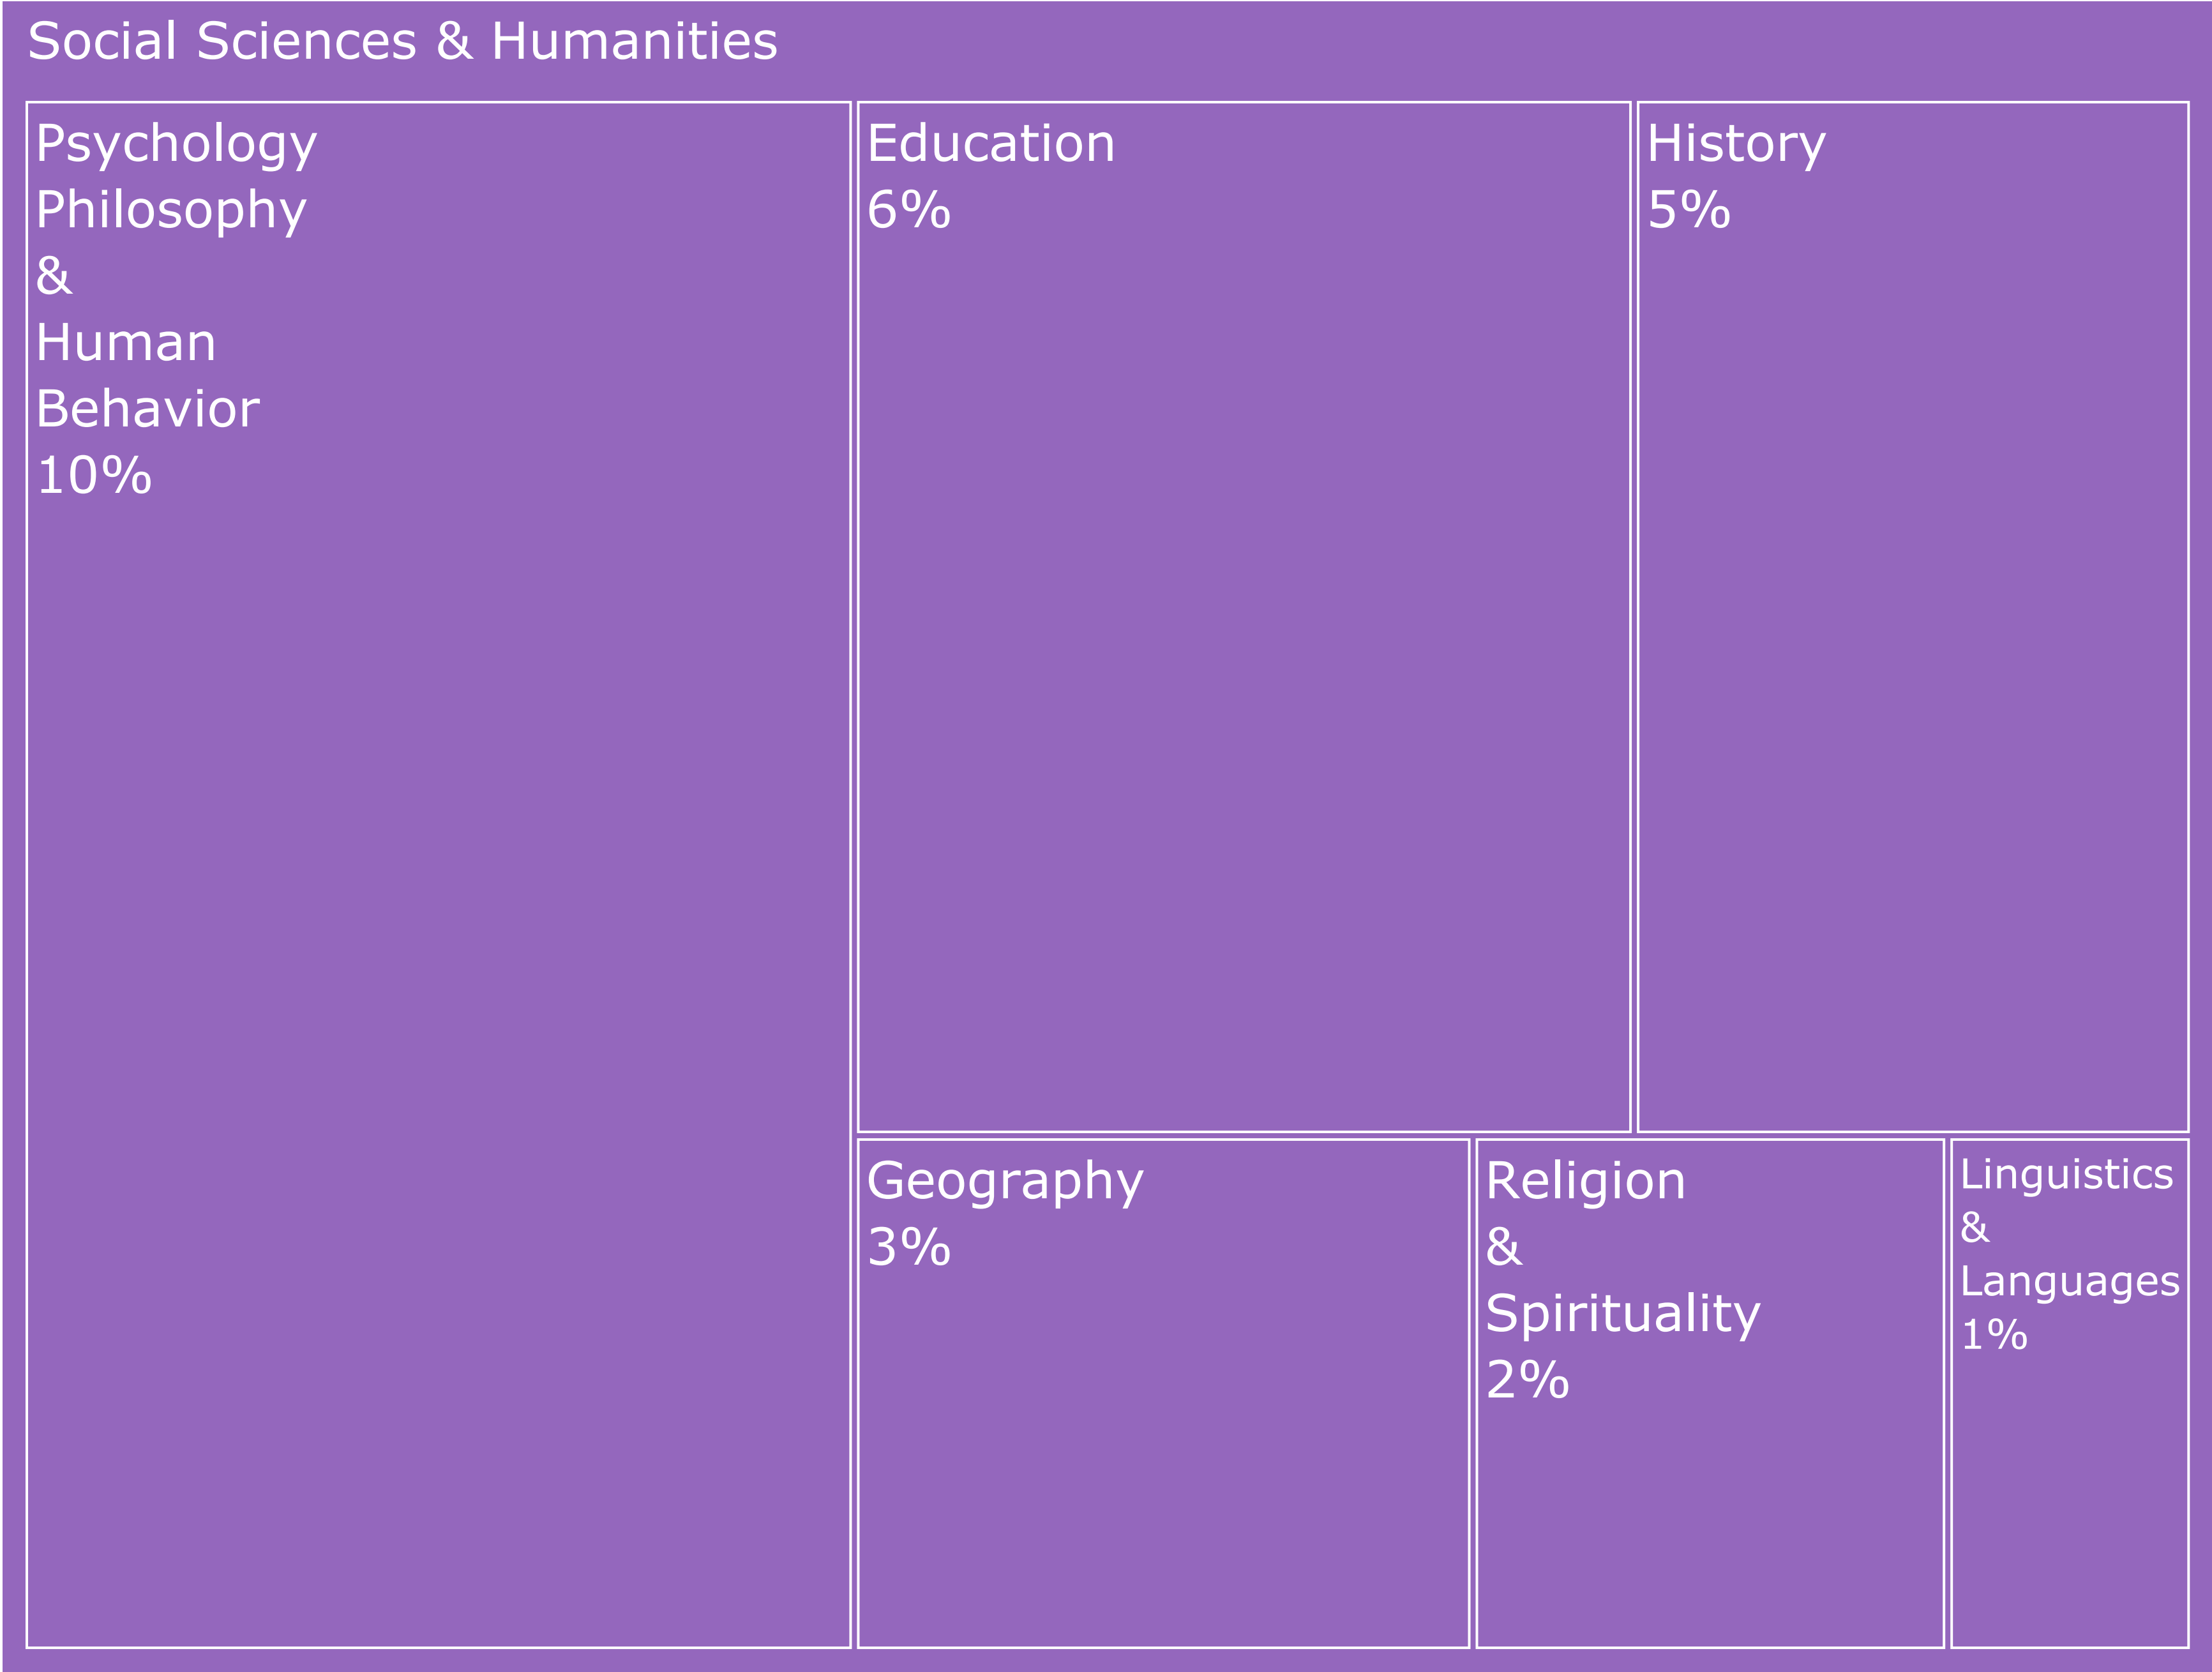 Social Sciences & Humanities
Psychology
Philosophy
&
Human
Behavior
10%
Education
6%
History
5%
Geography
3%
Religion
&
Spirituality
2%
Linguistics
&
Languages
1%